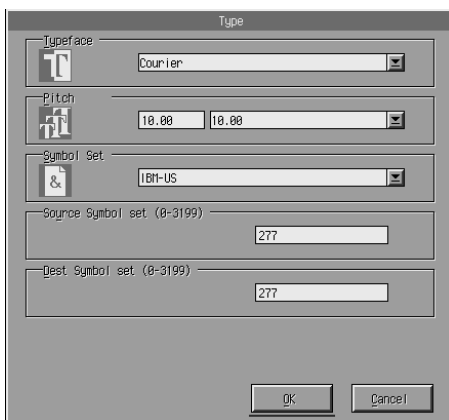 Type
Typeface
Courier
Pitch
10.00 10.00
Symbol Set
IBM-US
Source Symbol set (0-3199)
277
Dest Symbol set (0-3199)
277
OK Cancel